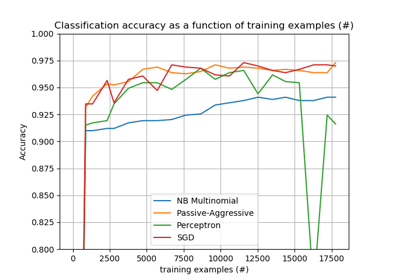 Classification accuracy as a function of training examples (#)
1.000
0.975
0.950
0.925
0.900
0.875
0.850
0.825
0.800
Accuracy
NB Multinomial
Passive-Aggressive
Perceptron
SGD
0 2500 5000 7500 10000 12500 15000 17500
training examples (#)